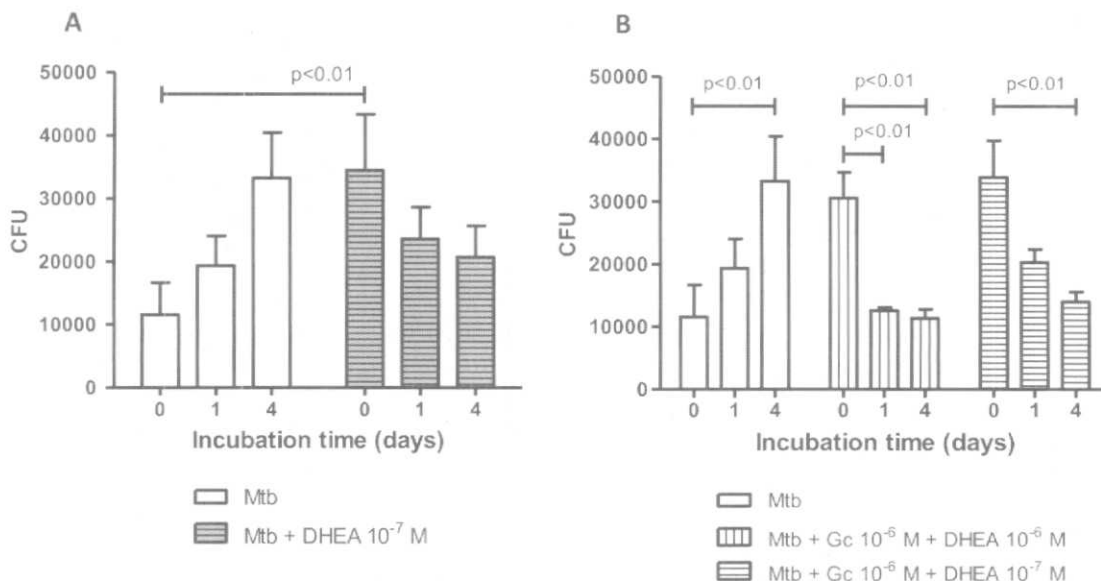 A
p<0.01
50000
40000
30000
20000
10000
0
CFU
0 1 4 0 1 4
Incubation time (days)
Mtb
Mtb + DHEA 10⁻⁷ M
B
p<0.01 p<0.01 p<0.01
p<0.01
50000
40000
30000
20000
10000
0
CFU
0 1 4 0 1 4 0 1 4
Incubation time (days)
Mtb
Mtb + Gc 10⁻⁶ M + DHEA 10⁻⁶ M
Mtb + Gc 10⁻⁶ M + DHEA 10⁻⁷ M